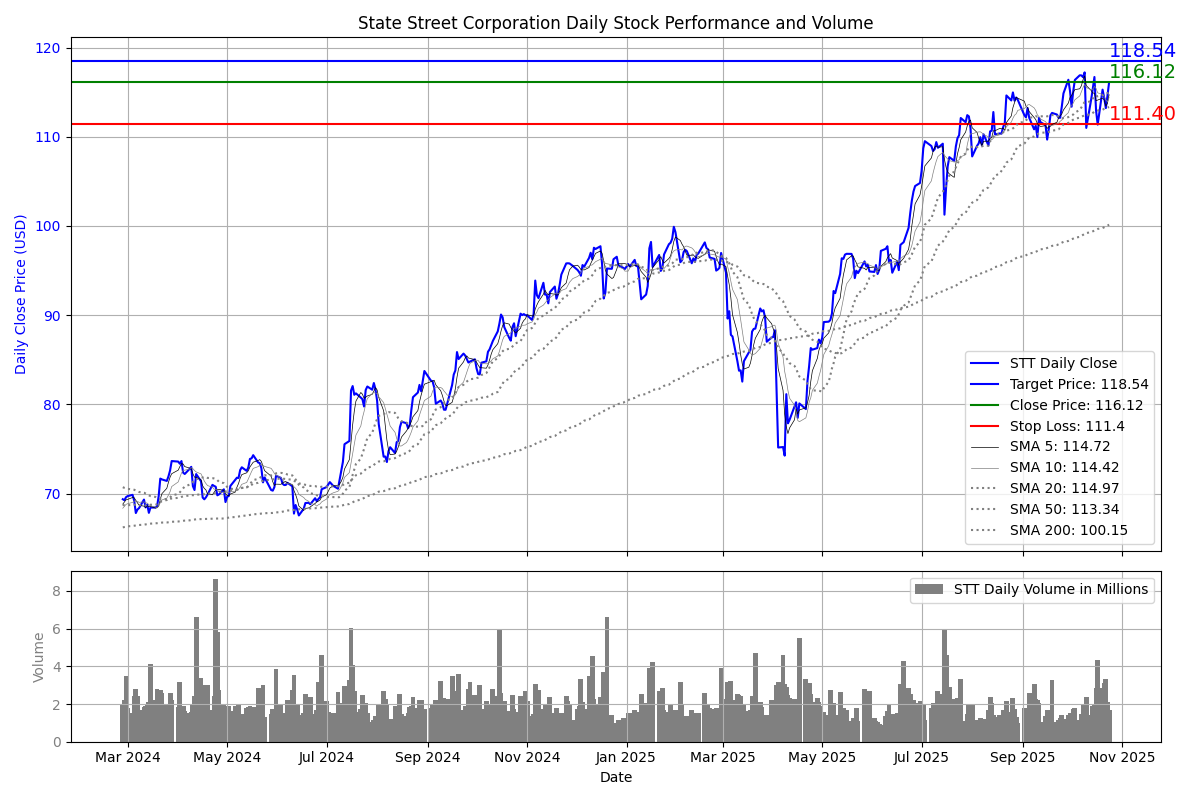 State Street Corporation Daily Stock Performance and Volume
120
110
100
90
80
70
Daily Close Price (USD)
118.54
116.12
111.40
STT Daily Close
Target Price: 118.54
Close Price: 116.12
Stop Loss: 111.4
SMA 5: 114.72
SMA 10: 114.42
SMA 20: 114.97
SMA 50: 113.34
SMA 200: 100.15
8
6
4
2
0
Volume
STT Daily Volume in Millions
Mar 2024 May 2024 Jul 2024 Sep 2024 Nov 2024 Jan 2025 Mar 2025 May 2025 Jul 2025 Sep 2025 Nov 2025
Date